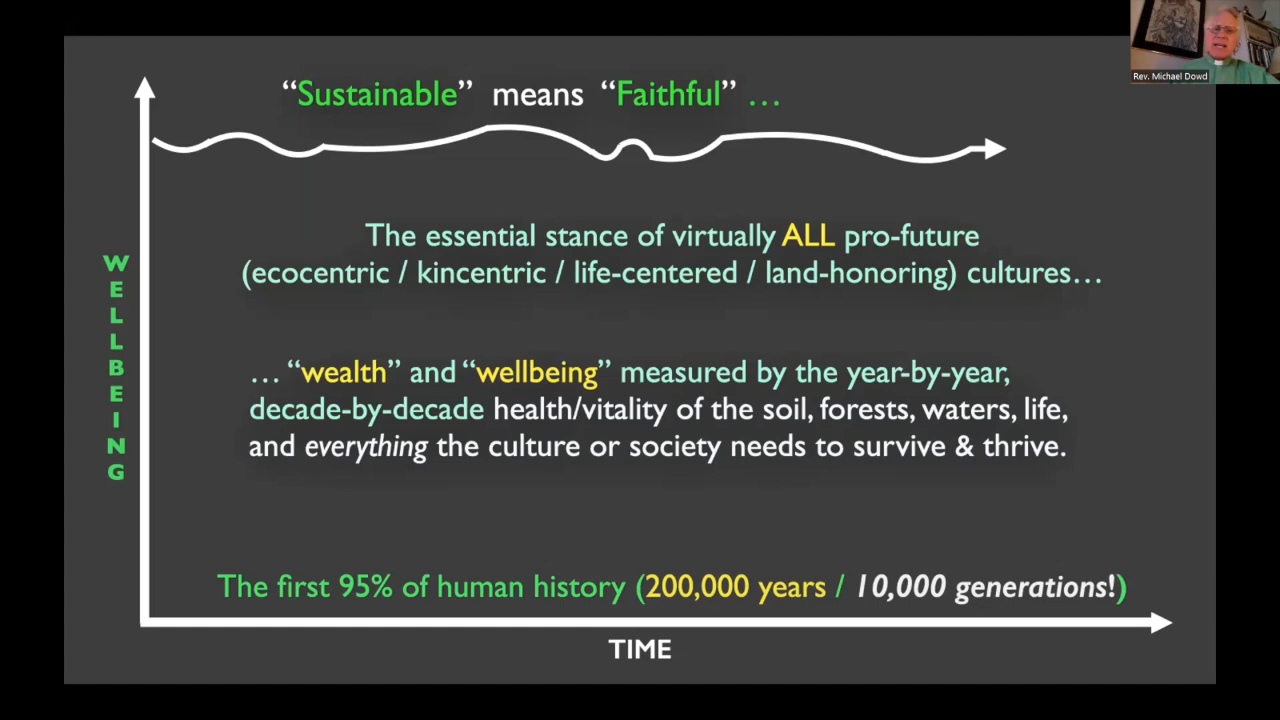 Rev. Michael Dowd
“Sustainable” means “Faithful” …
WELLBEING
The essential stance of virtually ALL pro-future
(ecocentric / kincentric / life-centered / land-honoring) cultures…
… “wealth” and “wellbeing” measured by the year-by-year,
decade-by-decade health/vitality of the soil, forests, waters, life,
and everything the culture or society needs to survive & thrive.
The first 95% of human history (200,000 years / 10,000 generations!)
TIME